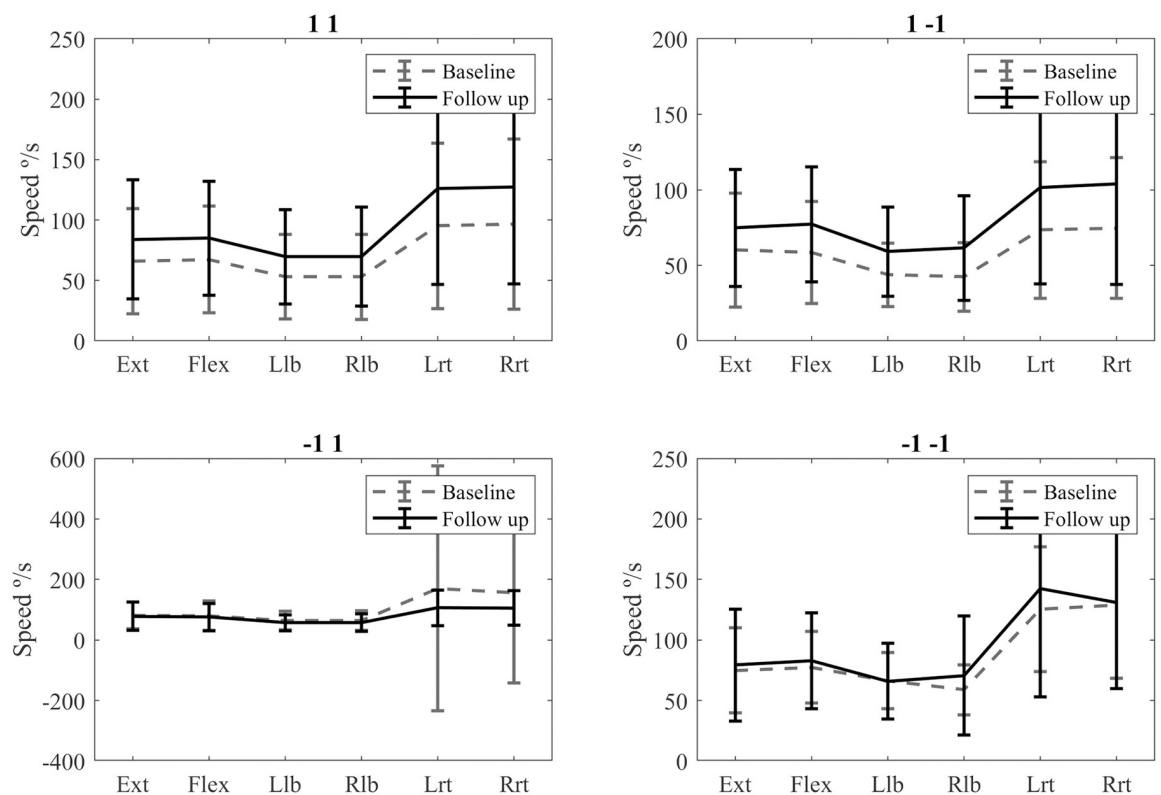 1 1
250
200
150
100
50
0
Speed º/s
Baseline
Follow up
Ext Flex Llb Rlb Lrt Rrt
1 -1
200
150
100
50
0
Speed º/s
Baseline
Follow up
Ext Flex Llb Rlb Lrt Rrt
-1 1
600
400
200
0
-200
-400
Speed º/s
Baseline
Follow up
Ext Flex Llb Rlb Lrt Rrt
-1 -1
250
200
150
100
50
0
Speed º/s
Baseline
Follow up
Ext Flex Llb Rlb Lrt Rrt